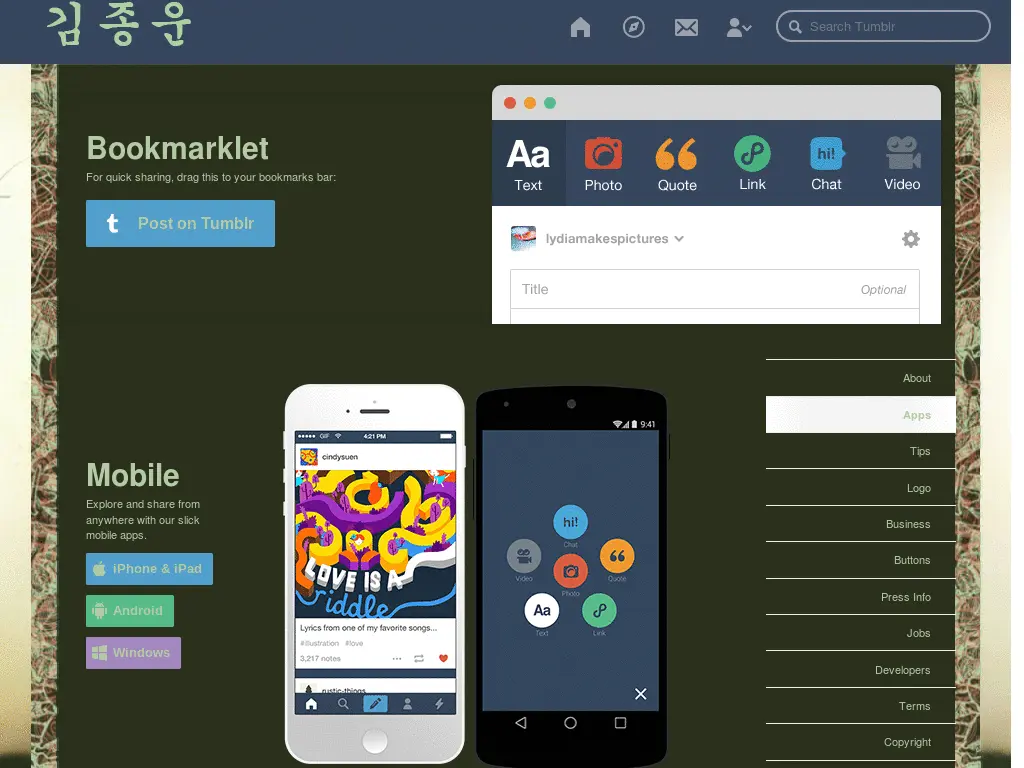 김종운
Search Tumblr
Bookmarklet
For quick sharing, drag this to your bookmarks bar:
t Post on Tumblr
Aa
hi!
Text Photo Quote Link Chat Video
lydiamakespictures
Title Optional
About
Apps
Tips
Logo
Business
Buttons
Press Info
Jobs
Developers
Terms
Copyright
Mobile
Explore and share from
anywhere with our slick
mobile apps.
iPhone & iPad
Android
Windows
GIF 4:21 PM
cindysuen
LOVE IS A
riddle
Lyrics from one of my favorite songs...
#illustration #love
3,217 notes
rustic-things
9:41
hi!
Chat
Video
Quote
Photo
Aa
Text
Link